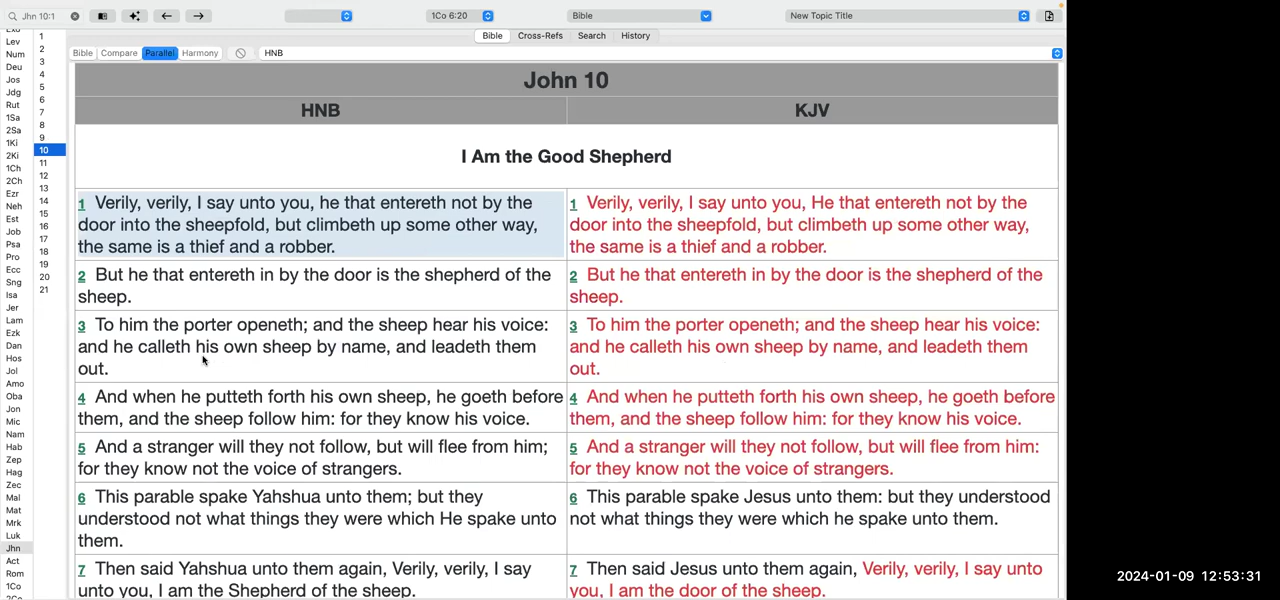 Jhn 10:1
1Co 6:20
Bible
New Topic Title
Bible
Cross-Refs
Search
History
Bible
Compare
Parallel
Harmony
HNB
Lev
Num
Deu
Jos
Jdg
Rut
1Sa
2Sa
1Ki
2Ki
1Ch
2Ch
Ezr
Neh
Est
Job
Psa
Pro
Ecc
Sng
Isa
Jer
Lam
Ezk
Dan
Hos
Jol
Amo
Oba
Jon
Mic
Nam
Hab
Zep
Hag
Zec
Mal
Mat
Mrk
Luk
Jhn
Act
Rom
1Co
1
2
3
4
5
6
7
8
9
10
11
12
13
14
15
16
17
18
19
20
21
John 10
HNB
KJV
I Am the Good Shepherd
1 Verily, verily, I say unto you, he that entereth not by the
door into the sheepfold, but climbeth up some other way,
the same is a thief and a robber.
1 Verily, verily, I say unto you, He that entereth not by the
door into the sheepfold, but climbeth up some other way,
the same is a thief and a robber.
2 But he that entereth in by the door is the shepherd of the
sheep.
2 But he that entereth in by the door is the shepherd of the
sheep.
3 To him the porter openeth; and the sheep hear his voice:
and he calleth his own sheep by name, and leadeth them
out.
3 To him the porter openeth; and the sheep hear his voice:
and he calleth his own sheep by name, and leadeth them
out.
4 And when he putteth forth his own sheep, he goeth before
them, and the sheep follow him: for they know his voice.
4 And when he putteth forth his own sheep, he goeth before
them, and the sheep follow him: for they know his voice.
5 And a stranger will they not follow, but will flee from him;
for they know not the voice of strangers.
5 And a stranger will they not follow, but will flee from him:
for they know not the voice of strangers.
6 This parable spake Yahshua unto them; but they
understood not what things they were which He spake unto
them.
6 This parable spake Jesus unto them: but they understood
not what things they were which he spake unto them.
7 Then said Yahshua unto them again, Verily, verily, I say
unto you, I am the Shepherd of the sheep.
7 Then said Jesus unto them again, Verily, verily, I say unto
you, I am the door of the sheep.
2024-01-09 12:53:31